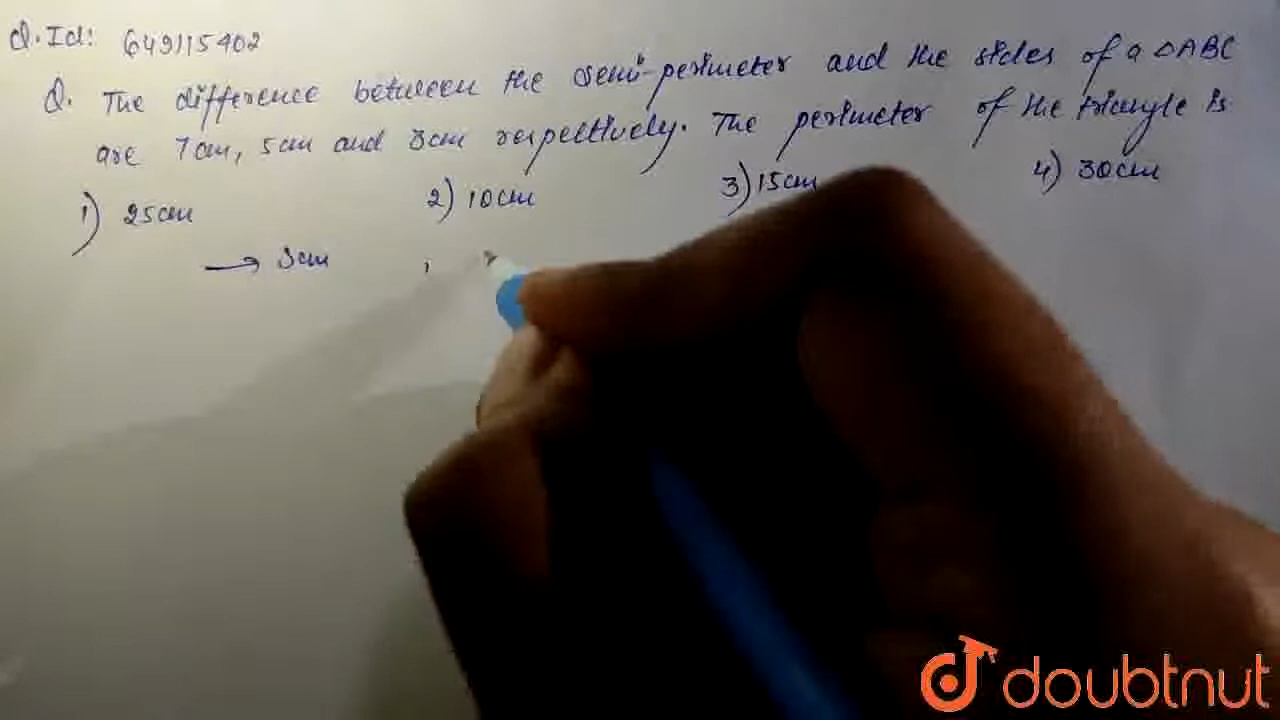 Q.Id: 649115402
Q. The difference between the semi-perimeter and the sides of a △ABC
are 7cm, 5cm and 3cm respectively. The perimeter of the triangle is
1) 25cm 2) 10cm 3) 15cm 4) 30cm
→ 3cm ,
doubtnut